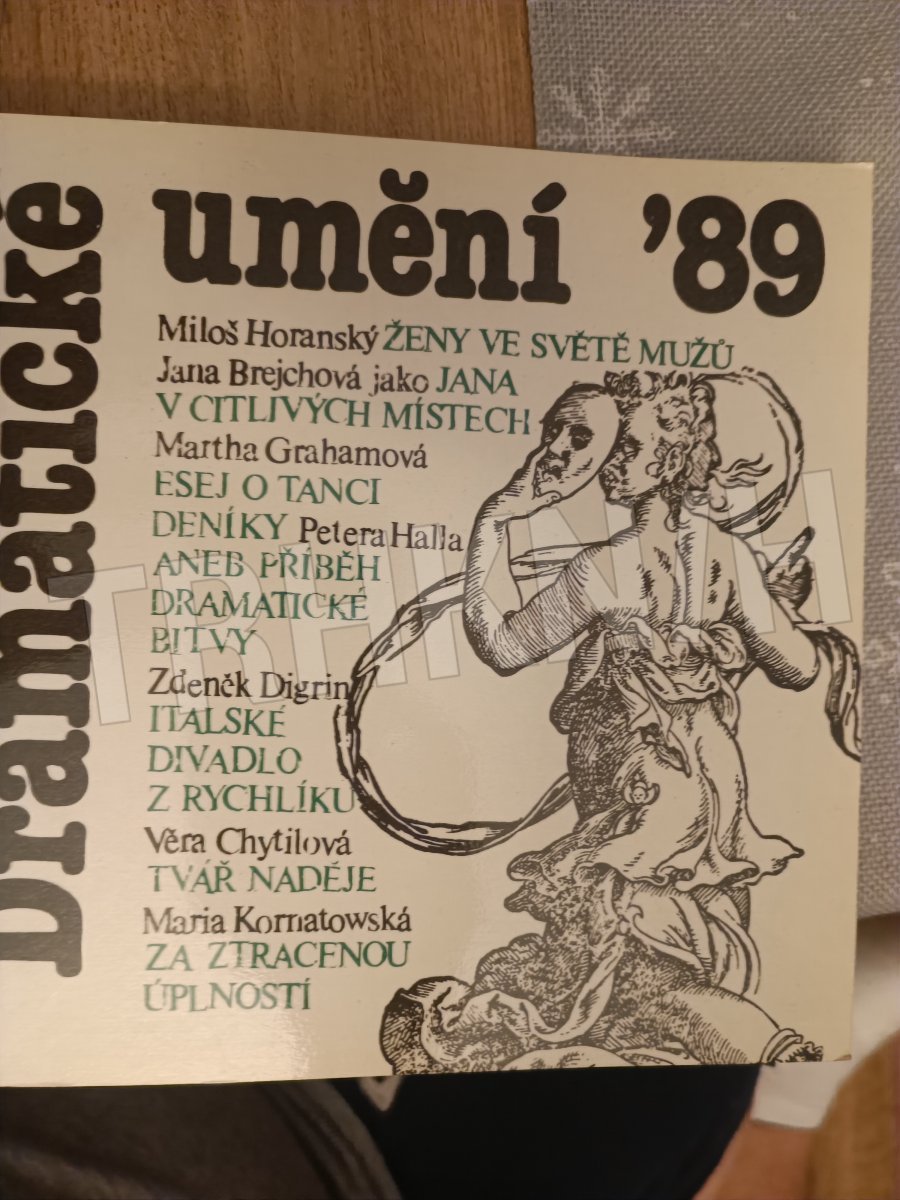 Dramatické
umění '89
Miloš Horanský ŽENY VE SVĚTĚ MUŽŮ
Jana Brejchová jako JANA
V CITLIVÝCH MÍSTECH
Martha Grahamová
ESEJ O TANCI
DENÍKY Petera Halla
ANEB PŘÍBĚH
DRAMATICKÉ
BITVY
Zdeněk Digrin
ITALSKÉ
DIVADLO
Z RYCHLÍKU
Věra Chytilová
TVÁŘ NADĚJE
Maria Kornatowská
ZA ZTRACENOU
ÚPLNOSTÍ
TRHKNIH